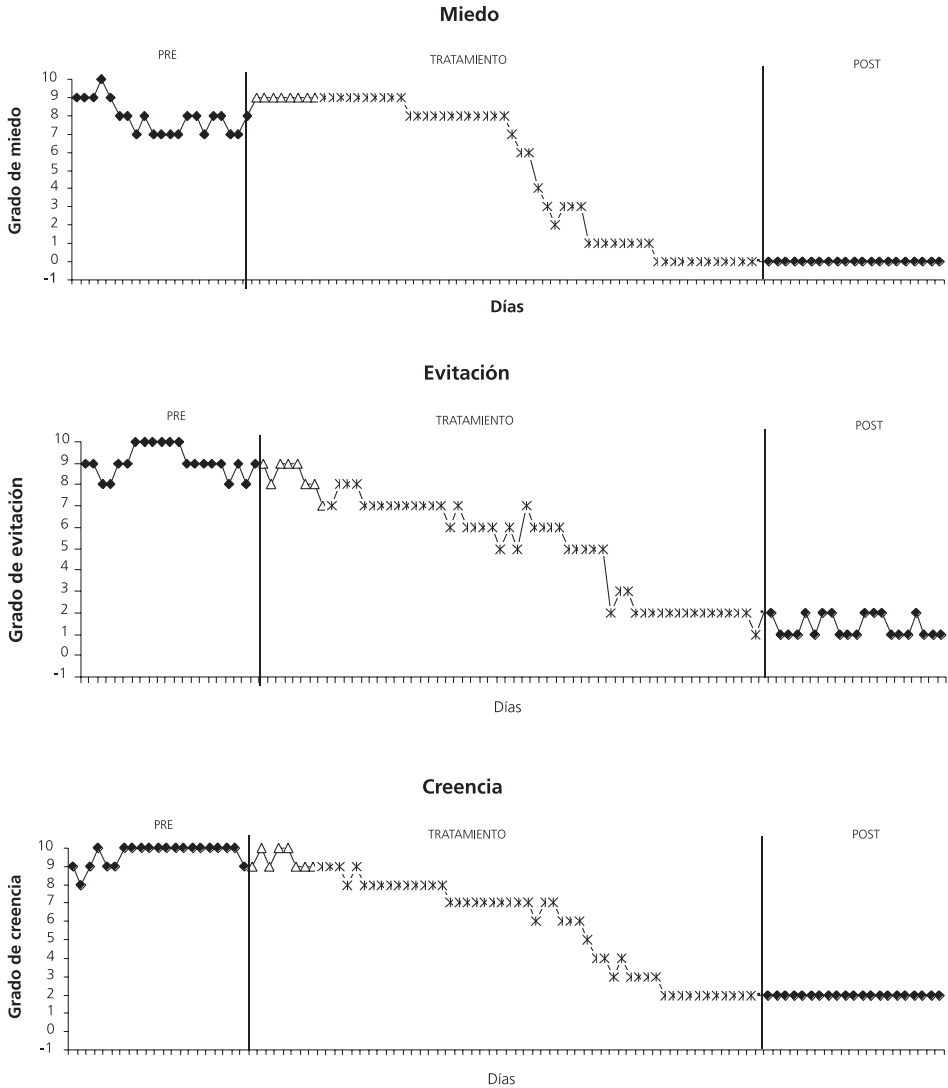 Miedo
PRE
TRATAMIENTO
POST
Grado de miedo
10
9
8
7
6
5
4
3
2
1
0
-1
Días
Evitación
PRE
TRATAMIENTO
POST
Grado de evitación
10
9
8
7
6
5
4
3
2
1
0
-1
Días
Creencia
PRE
TRATAMIENTO
POST
Grado de creencia
10
9
8
7
6
5
4
3
2
1
0
-1
Días